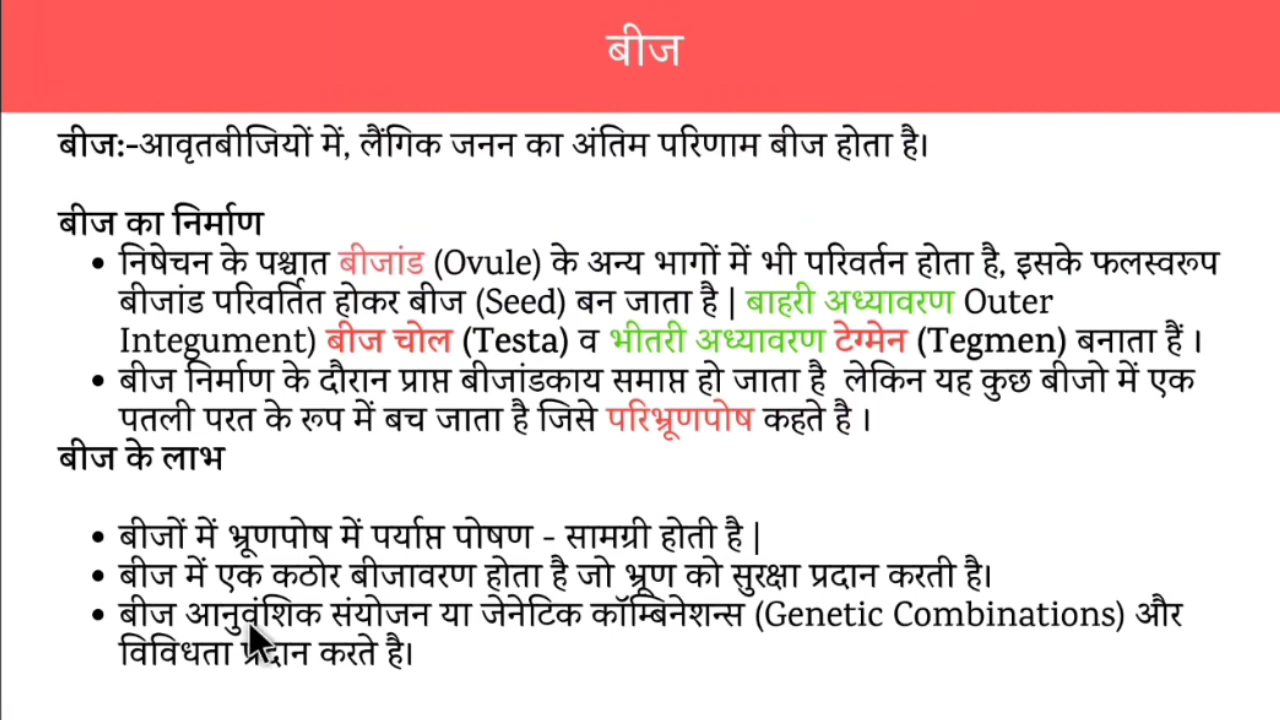 बीज
बीज:-आवृतबीजियों में, लैंगिक जनन का अंतिम परिणाम बीज होता है।
बीज का निर्माण
• निषेचन के पश्चात बीजांड (Ovule) के अन्य भागों में भी परिवर्तन होता है, इसके फलस्वरूप
बीजांड परिवर्तित होकर बीज (Seed) बन जाता है | बाहरी अध्यावरण Outer
Integument) बीज चोल (Testa) व भीतरी अध्यावरण टेग्मेन (Tegmen) बनाता हैं ।
• बीज निर्माण के दौरान प्राप्त बीजांडकाय समाप्त हो जाता है लेकिन यह कुछ बीजो में एक
पतली परत के रूप में बच जाता है जिसे परिभ्रूणपोष कहते है ।
बीज के लाभ
• बीजों में भ्रूणपोष में पर्याप्त पोषण - सामग्री होती है |
• बीज में एक कठोर बीजावरण होता है जो भ्रूण को सुरक्षा प्रदान करती है।
• बीज आनुवंशिक संयोजन या जेनेटिक कॉम्बिनेशन्स (Genetic Combinations) और
विविधता प्रदान करते है।